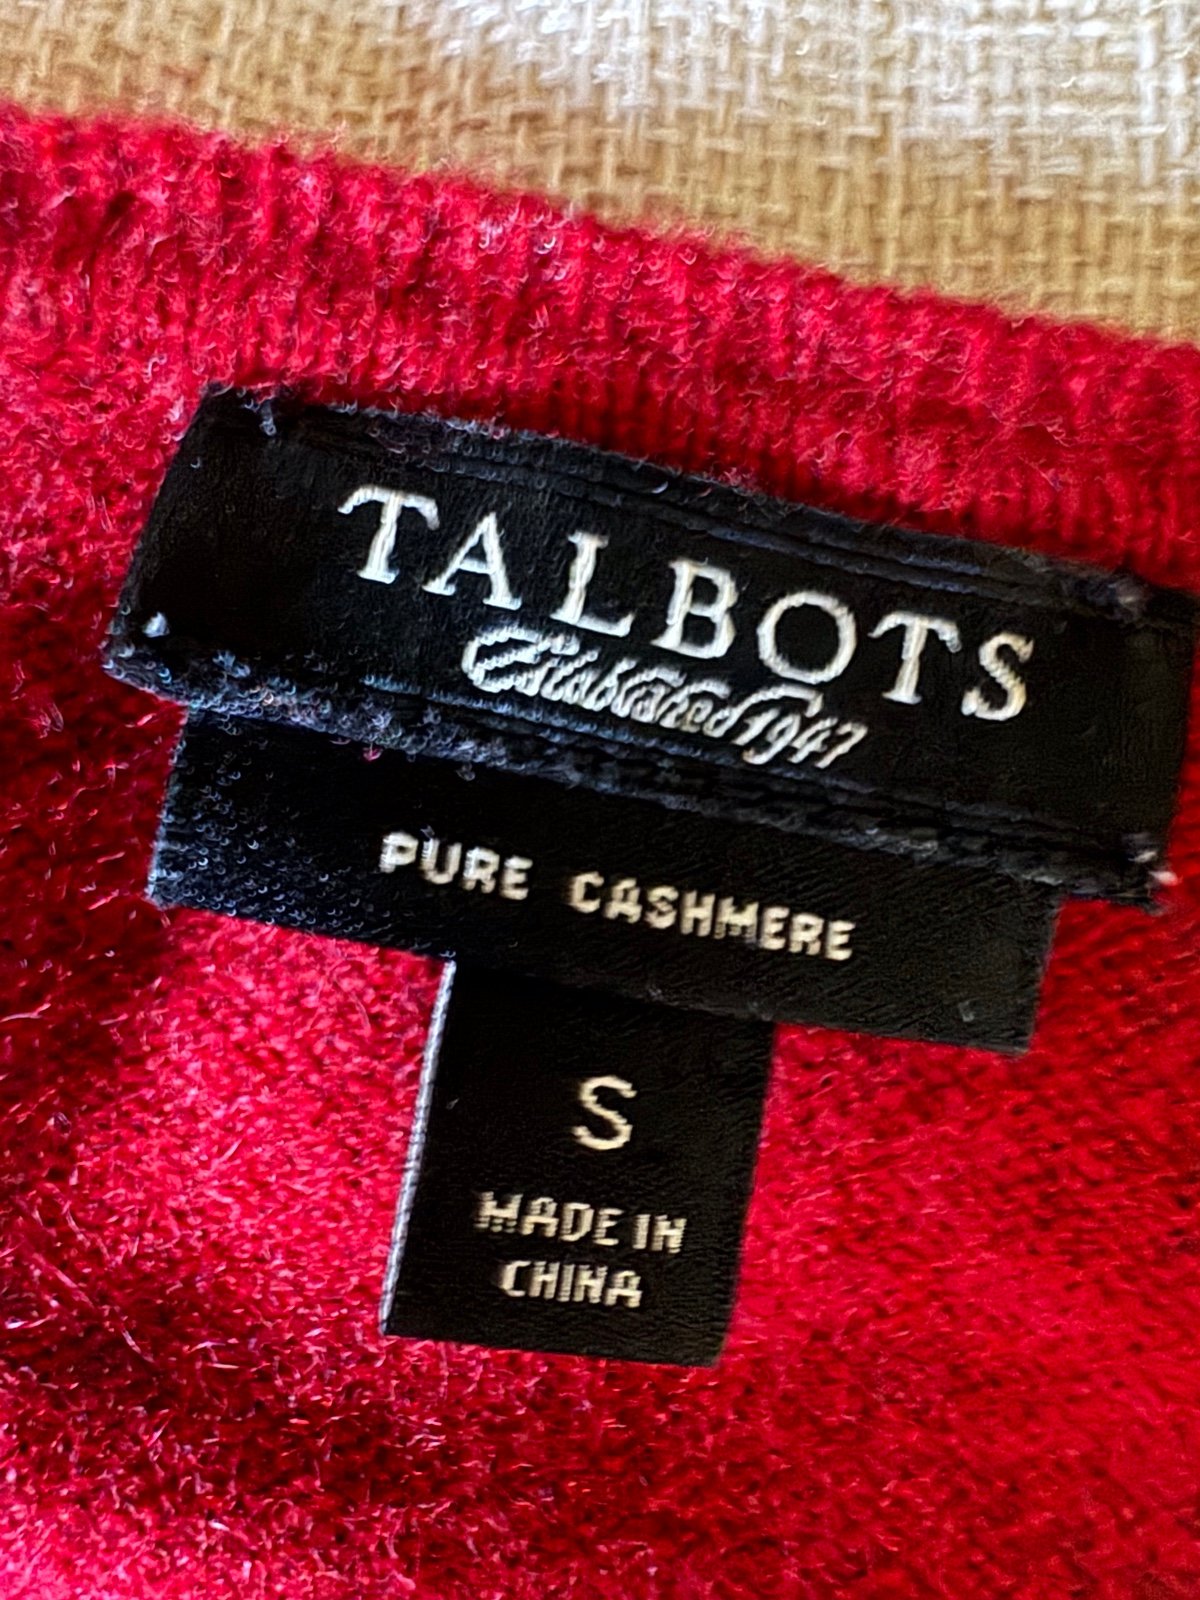 TALBOTS
Established 1947
PURE CASHMERE
S
MADE IN
CHINA